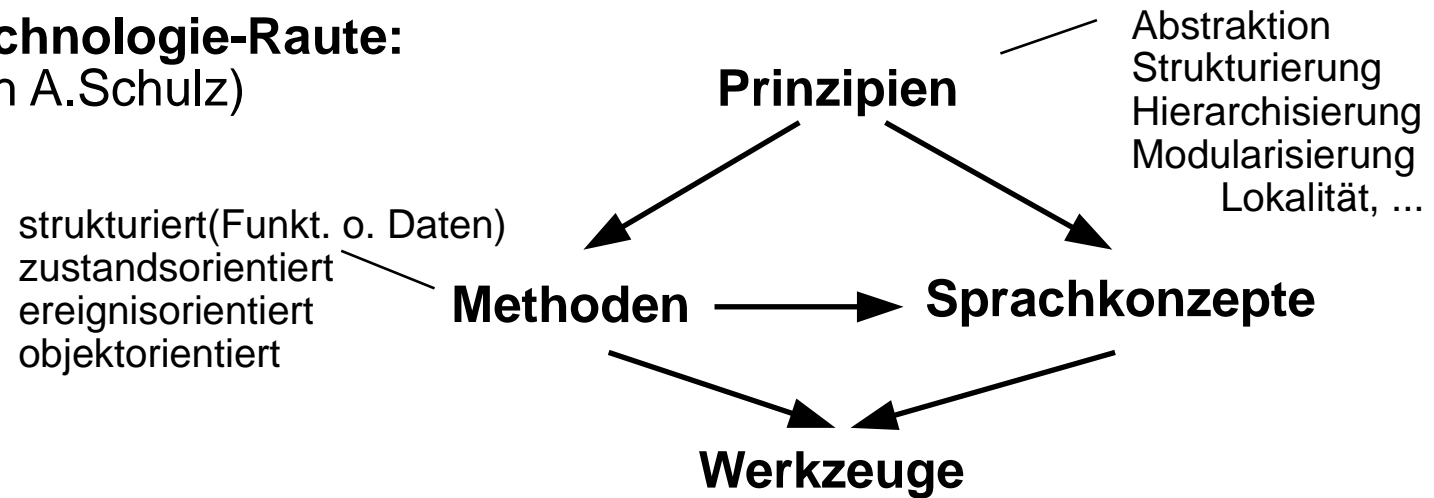 chnologie-Raute:
n A.Schulz)
Prinzipien
Abstraktion
Strukturierung
Hierarchisierung
Modularisierung
Lokalität, ...
strukturiert(Funkt. o. Daten)
zustandsorientiert
ereignisorientiert
objektorientiert
Methoden
Sprachkonzepte
Werkzeuge